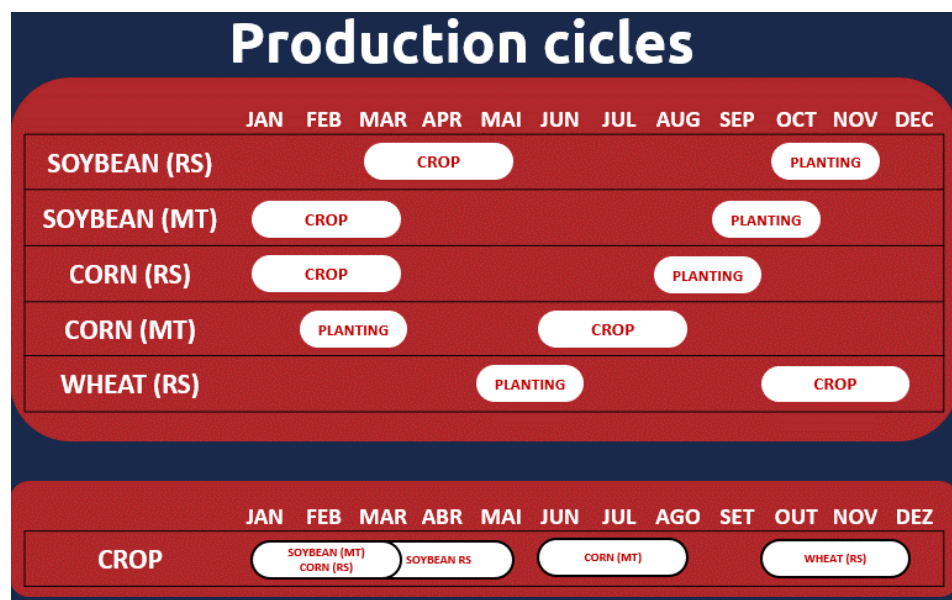 Production cicles
JAN FEB MAR APR MAI JUN JUL AUG SEP OCT NOV DEC
SOYBEAN (RS) CROP PLANTING
SOYBEAN (MT) CROP PLANTING
CORN (RS) CROP PLANTING
CORN (MT) PLANTING CROP
WHEAT (RS) PLANTING CROP
JAN FEB MAR ABR MAI JUN JUL AGO SET OUT NOV DEZ
CROP SOYBEAN (MT)
CORN (RS) SOYBEAN RS CORN (MT) WHEAT (RS)